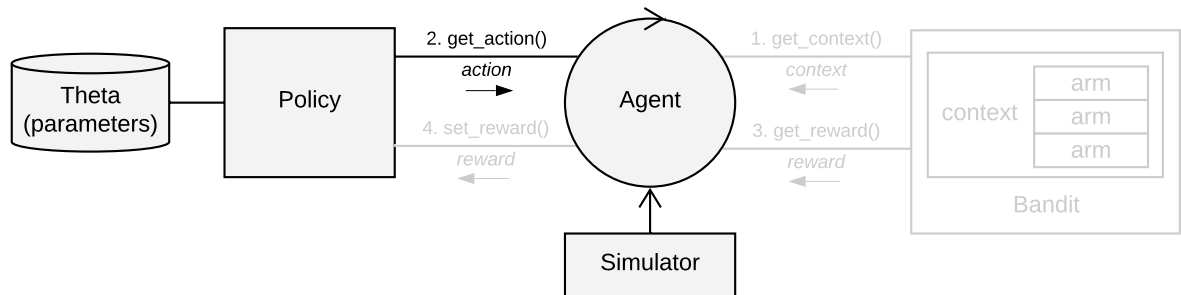 2. get_action()
1. get_context()
action
context
Theta
(parameters)
Policy
Agent
context
arm
arm
arm
4. set_reward()
3. get_reward()
reward
reward
Bandit
Simulator